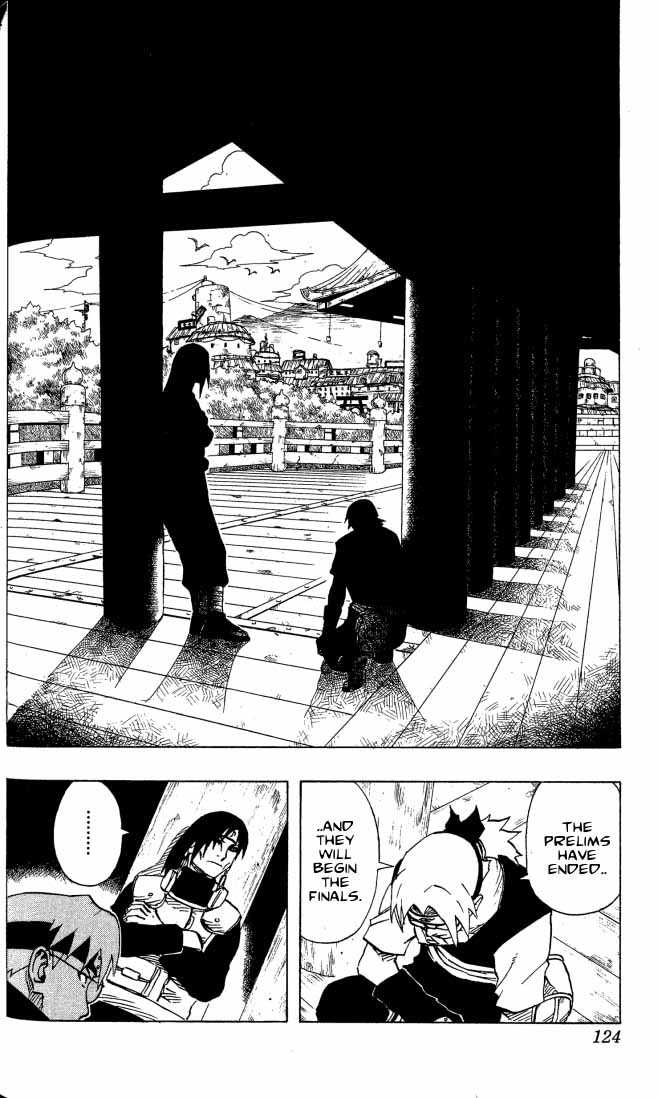 THE
PRELIMS
HAVE
ENDED..
..AND
THEY
WILL
BEGIN
THE
FINALS.
.........
124